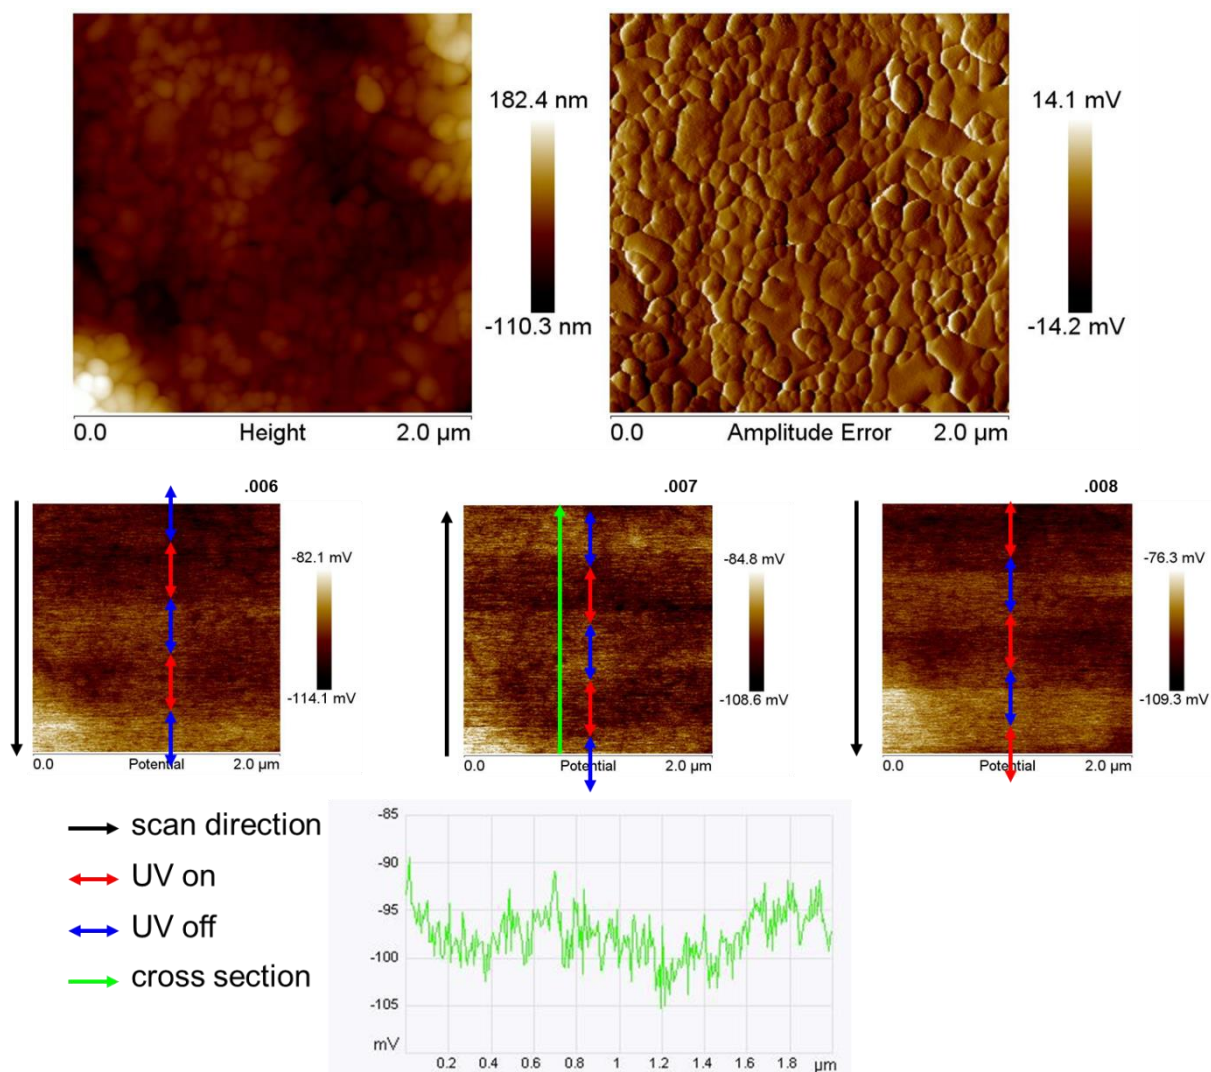 182.4 nm
-110.3 nm
0.0 Height 2.0 µm
14.1 mV
-14.2 mV
0.0 Amplitude Error 2.0 µm
.006
-82.1 mV
-114.1 mV
0.0 Potential 2.0 µm
.007
-84.8 mV
-108.6 mV
0.0 Potential 2.0 µm
.008
-76.3 mV
-109.3 mV
0.0 Potential 2.0 µm
scan direction
UV on
UV off
cross section
-85
-90
-95
-100
-105
mV
0.2 0.4 0.6 0.8 1 1.2 1.4 1.6 1.8 µm